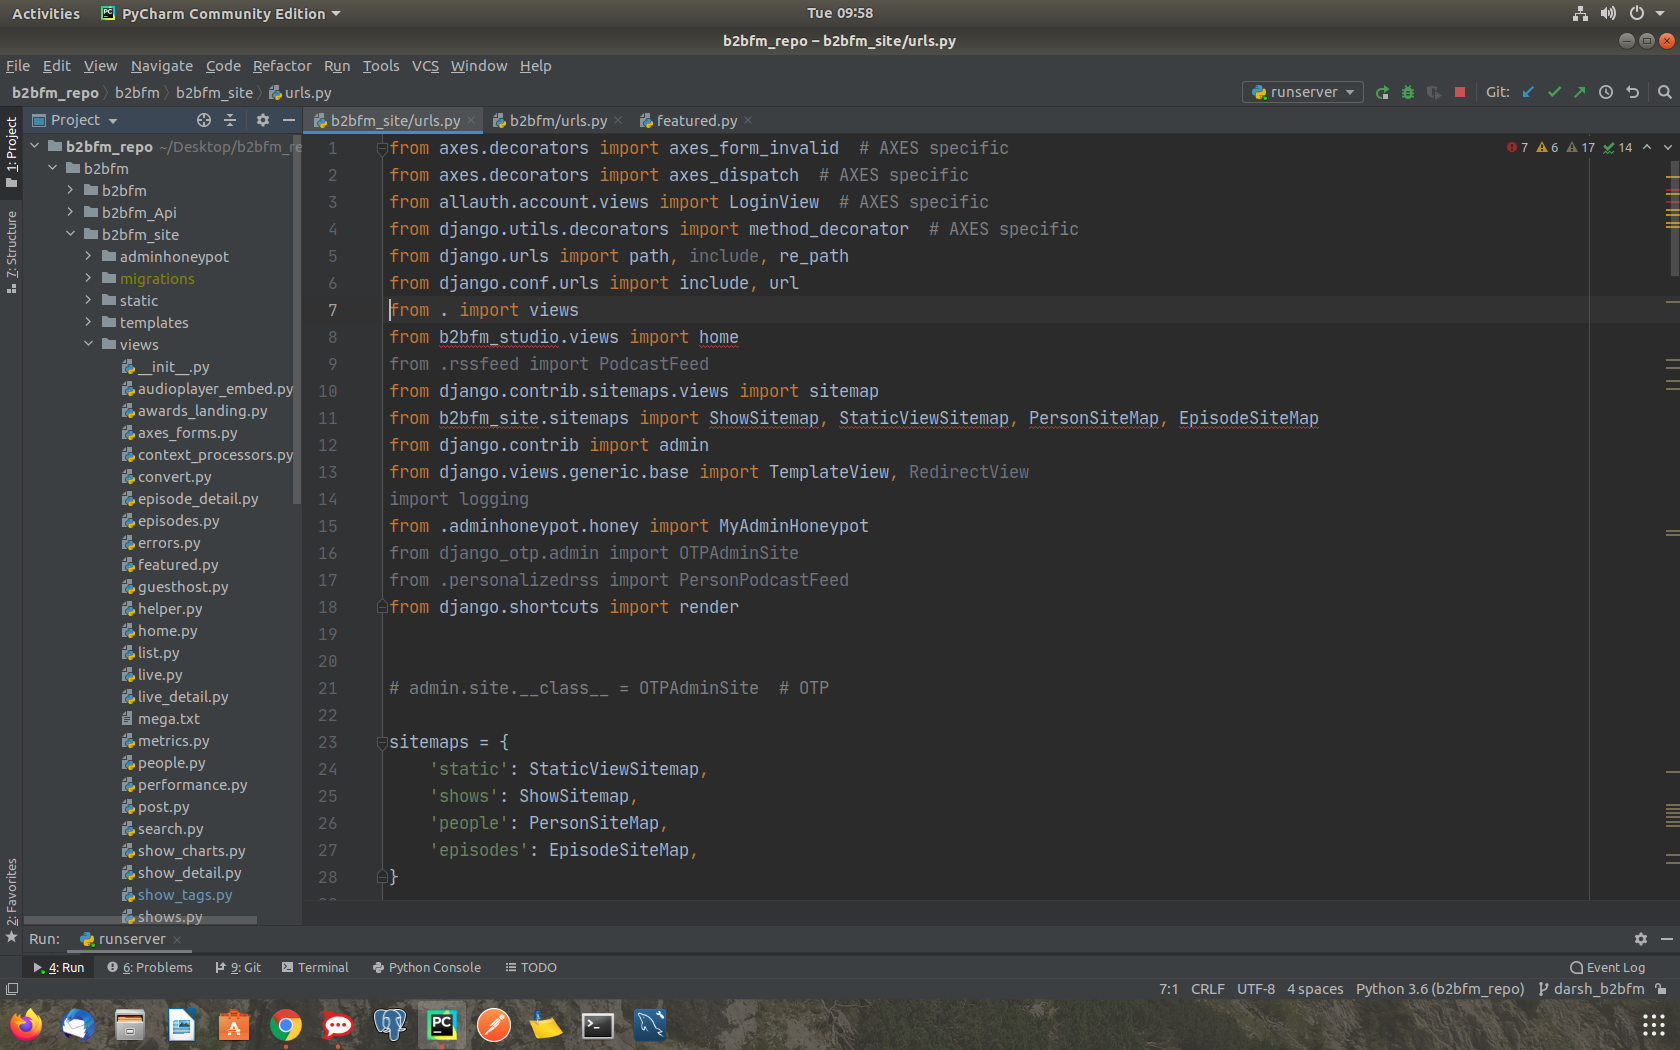 Activities PyCharm Community Edition Tue 09:58
b2bfm_repo – b2bfm_site/urls.py
File Edit View Navigate Code Refactor Run Tools VCS Window Help
b2bfm_repo b2bfm b2bfm_site urls.py runserver Git:
Project b2bfm_site/urls.py b2bfm/urls.py featured.py
1: Project
7: Structure
2: Favorites
b2bfm_repo ~/Desktop/b2bfm_re
b2bfm
b2bfm
b2bfm_Api
b2bfm_site
adminhoneypot
migrations
static
templates
views
__init__.py
audioplayer_embed.py
awards_landing.py
axes_forms.py
context_processors.py
convert.py
episode_detail.py
episodes.py
errors.py
featured.py
guesthost.py
helper.py
home.py
list.py
live.py
live_detail.py
mega.txt
metrics.py
people.py
performance.py
post.py
search.py
show_charts.py
show_detail.py
show_tags.py
shows.py
7 6 17 14
1 from axes.decorators import axes_form_invalid  # AXES specific
2 from axes.decorators import axes_dispatch  # AXES specific
3 from allauth.account.views import LoginView  # AXES specific
4 from django.utils.decorators import method_decorator  # AXES specific
5 from django.urls import path, include, re_path
6 from django.conf.urls import include, url
7 from . import views
8 from b2bfm_studio.views import home
9 from .rssfeed import PodcastFeed
10 from django.contrib.sitemaps.views import sitemap
11 from b2bfm_site.sitemaps import ShowSitemap, StaticViewSitemap, PersonSiteMap, EpisodeSiteMap
12 from django.contrib import admin
13 from django.views.generic.base import TemplateView, RedirectView
14 import logging
15 from .adminhoneypot.honey import MyAdminHoneypot
16 from django_otp.admin import OTPAdminSite
17 from .personalizedrss import PersonPodcastFeed
18 from django.shortcuts import render
19
20
21 # admin.site.__class__ = OTPAdminSite  # OTP
22
23 sitemaps = {
24 'static': StaticViewSitemap,
25 'shows': ShowSitemap,
26 'people': PersonSiteMap,
27 'episodes': EpisodeSiteMap,
28 }
Run: runserver
4: Run 6: Problems 9: Git Terminal Python Console TODO Event Log
7:1 CRLF UTF-8 4 spaces Python 3.6 (b2bfm_repo) darsh_b2bfm
PC